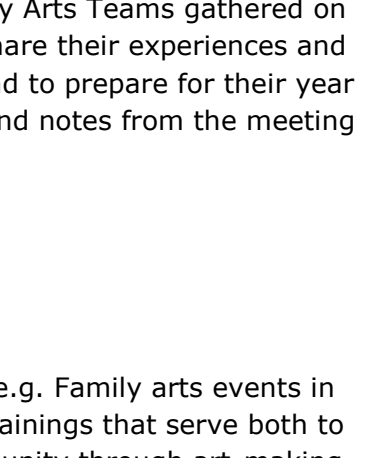 y Arts Teams gathered on
are their experiences and
d to prepare for their year
nd notes from the meeting
e.g. Family arts events in
ainings that serve both to
unity through art-making